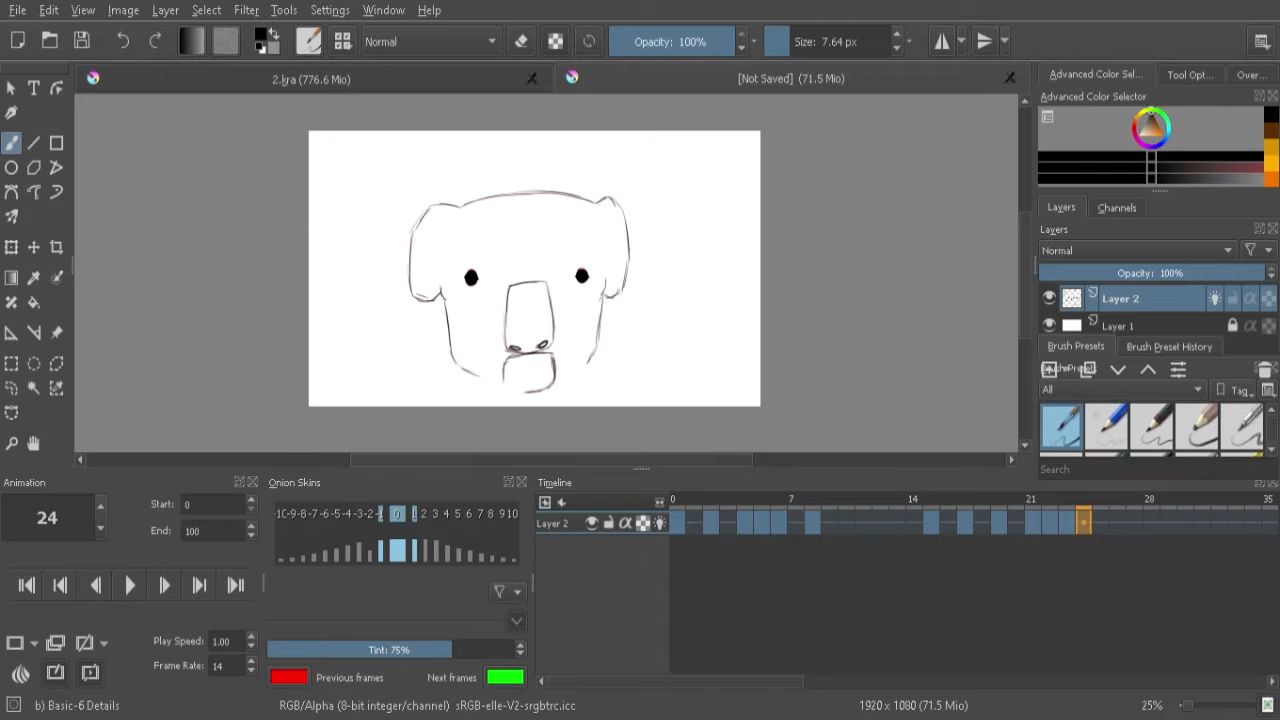 File Edit View Image Layer Select Filter Tools Settings Window Help
Normal Opacity: 100% Size: 7.64 px
2.kra (776.6 Mio) [Not Saved] (71.5 Mio)
Advanced Color Sel... Tool Opt... Over...
Advanced Color Selector
Layers Channels
Layers
Normal
Opacity: 100%
Layer 2
Layer 1
Brush Presets Brush Preset History
All Tag
Search
Animation Onion Skins Timeline
24 Start: 0
End: 100
-9-8-7-6-5-4-3-2-1 0 1 2 3 4 5 6 7 8 9 10
0 7 14 21 28 35
Layer 2
Play Speed: 1.00
Frame Rate: 14
Tint: 75%
Previous frames Next frames
b) Basic-6 Details RGB/Alpha (8-bit integer/channel) sRGB-elle-V2-srgbtrc.icc 1920 x 1080 (71.5 Mio) 25%